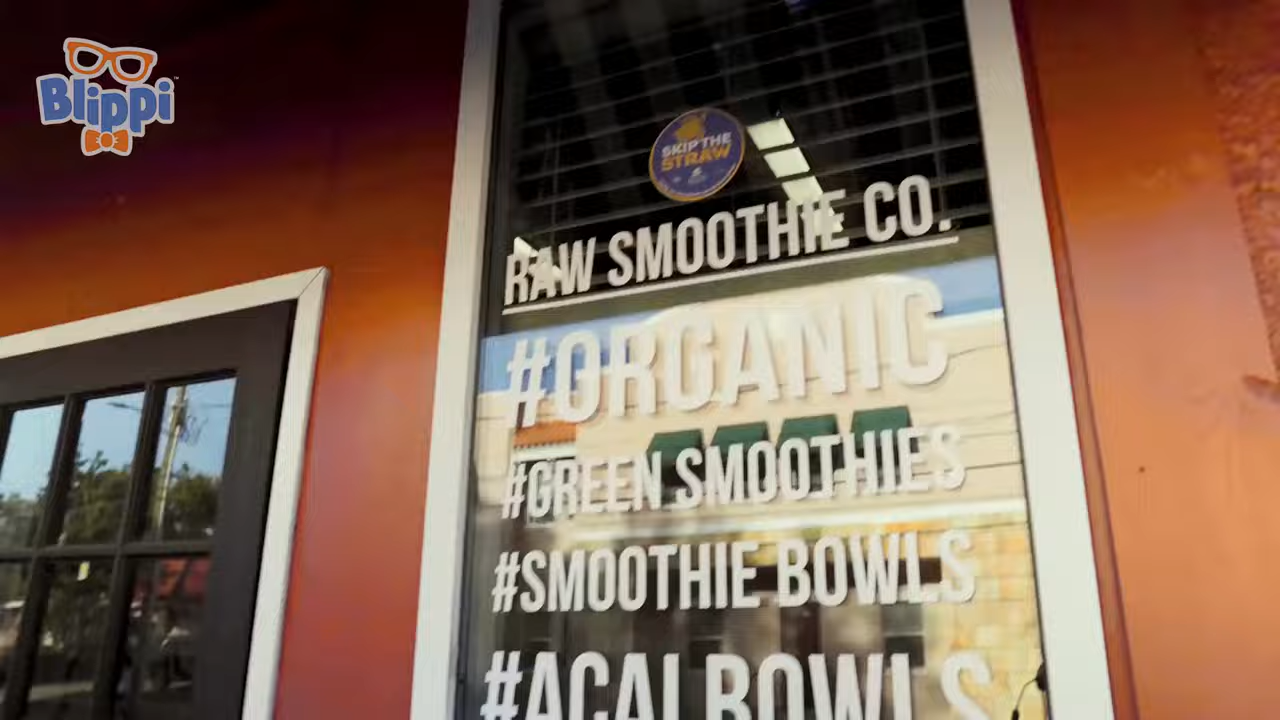 Blippi
SKIP THE
STRAW
RAW SMOOTHIE CO.
#ORGANIC
#GREEN SMOOTHIES
#SMOOTHIE BOWLS
#ACAI BOWLS